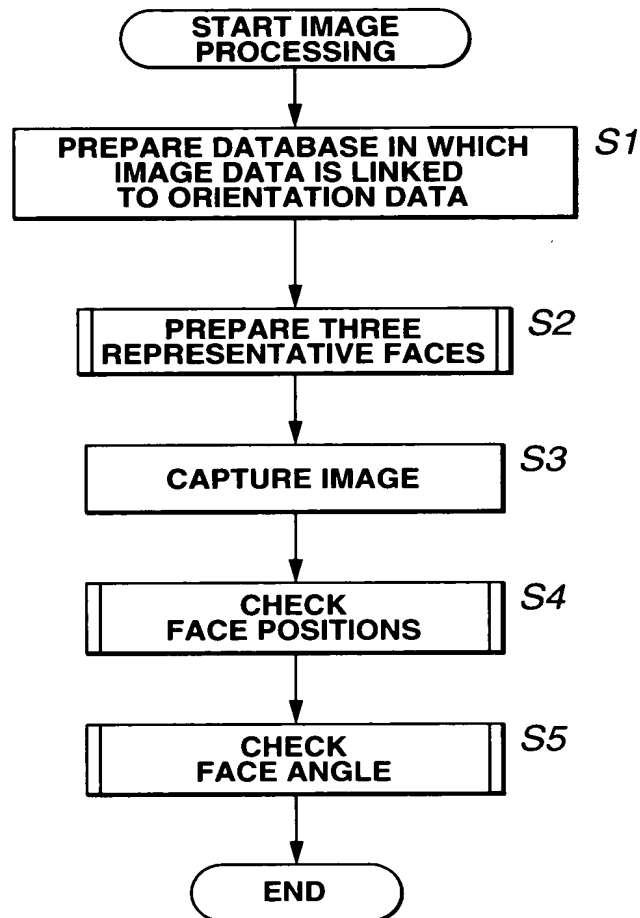 START IMAGE
PROCESSING
PREPARE DATABASE IN WHICH
IMAGE DATA IS LINKED
TO ORIENTATION DATA
S1
PREPARE THREE
REPRESENTATIVE FACES
S2
CAPTURE IMAGE
S3
CHECK
FACE POSITIONS
S4
CHECK
FACE ANGLE
S5
END